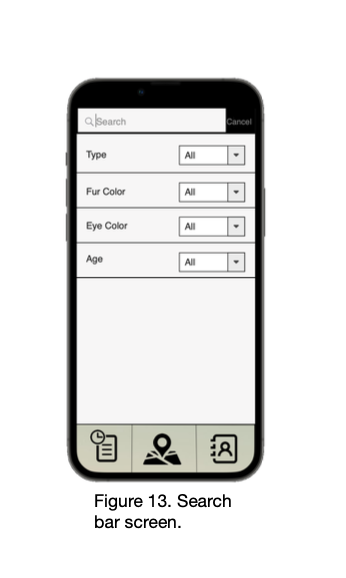 Search
Cancel
Type
All
Fur Color
All
Eye Color
All
Age
All
Figure 13. Search
bar screen.